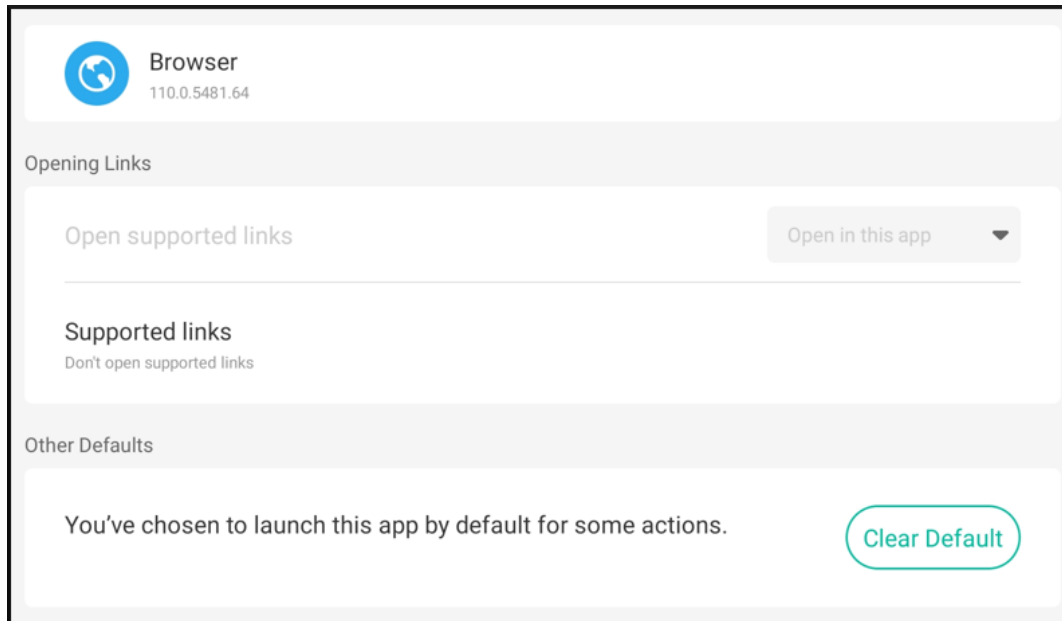 Browser
110.0.5481.64
Opening Links
Open supported links
Open in this app
Supported links
Don't open supported links
Other Defaults
You’ve chosen to launch this app by default for some actions.
Clear Default